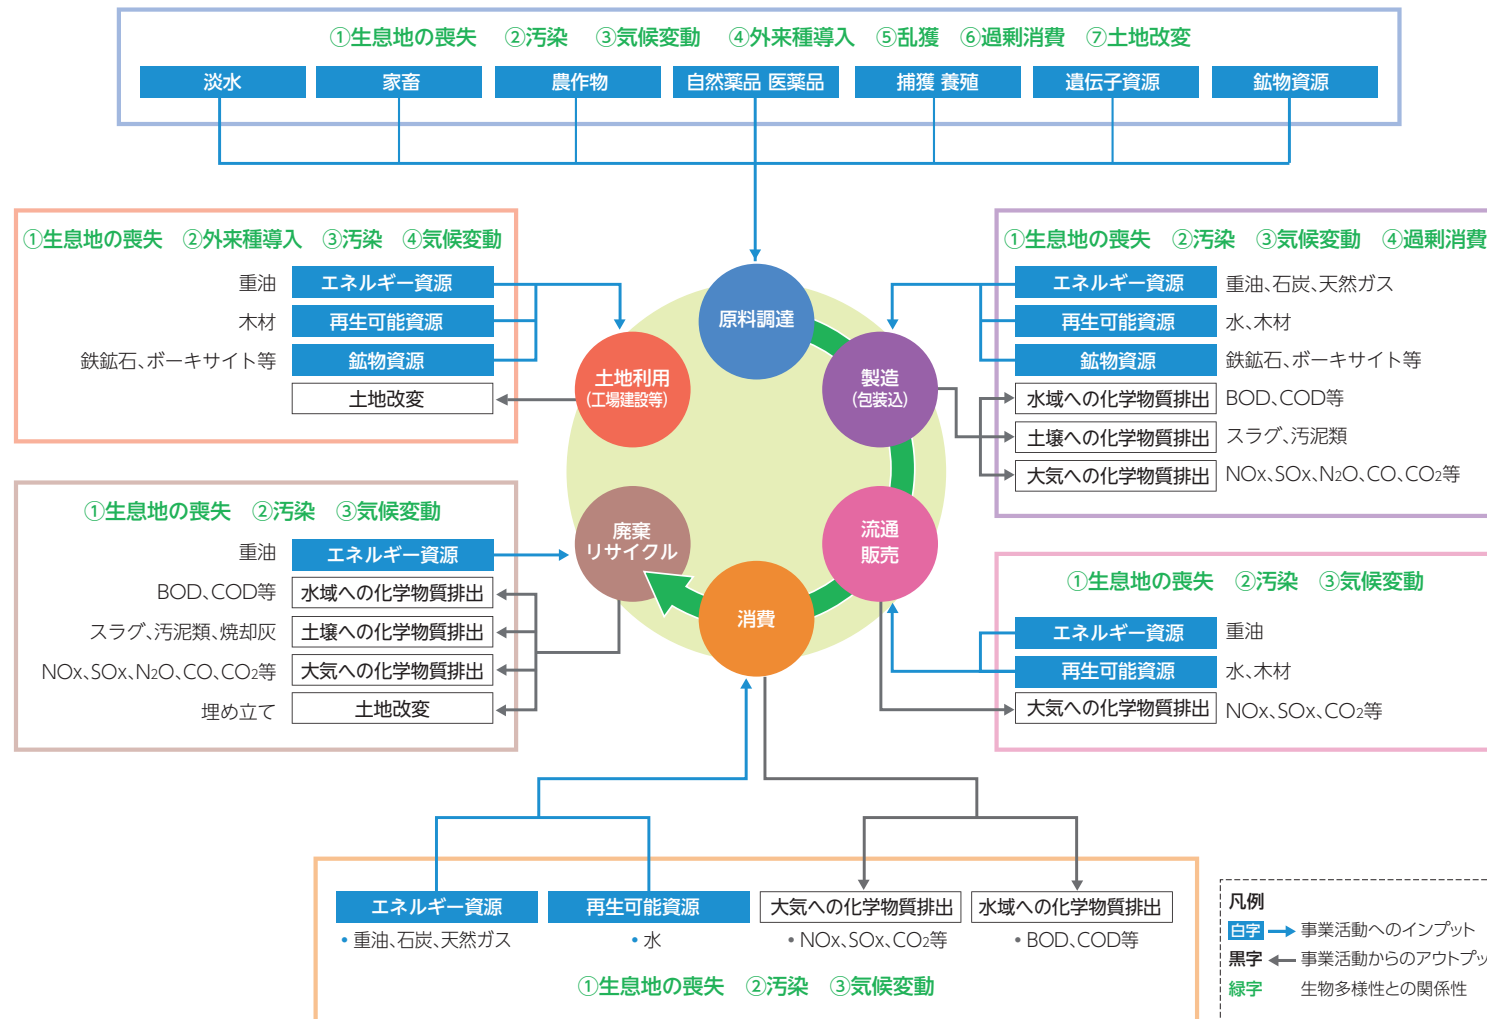 ①生息地の喪失　②汚染　③気候変動　④外来種導入　⑤乱獲　⑥過剰消費　⑦土地改変
淡水
家畜
農作物
自然薬品 医薬品
捕獲 養殖
遺伝子資源
鉱物資源
①生息地の喪失　②外来種導入　③汚染　④気候変動
重油 エネルギー資源
木材 再生可能資源
鉄鉱石、ボーキサイト等 鉱物資源
土地改変
①生息地の喪失　②汚染　③気候変動　④過剰消費
エネルギー資源 重油、石炭、天然ガス
再生可能資源 水、木材
鉱物資源 鉄鉱石、ボーキサイト等
水域への化学物質排出 BOD、COD等
土壌への化学物質排出 スラグ、汚泥類
大気への化学物質排出 NOx、SOx、N2O、CO、CO2等
原料調達
土地利用
(工場建設等)
製造
(包装込)
廃棄
リサイクル
流通
販売
消費
①生息地の喪失　②汚染　③気候変動
重油 エネルギー資源
BOD、COD等 水域への化学物質排出
スラグ、汚泥類、焼却灰 土壌への化学物質排出
NOx、SOx、N2O、CO、CO2等 大気への化学物質排出
埋め立て 土地改変
①生息地の喪失　②汚染　③気候変動
エネルギー資源 重油
再生可能資源 水、木材
大気への化学物質排出 NOx、SOx、CO2等
エネルギー資源
・重油、石炭、天然ガス
再生可能資源
・水
大気への化学物質排出
・NOx、SOx、CO2等
水域への化学物質排出
・BOD、COD等
①生息地の喪失　②汚染　③気候変動
凡例
白字 事業活動へのインプット
黒字 事業活動からのアウトプッ
緑字 生物多様性との関係性